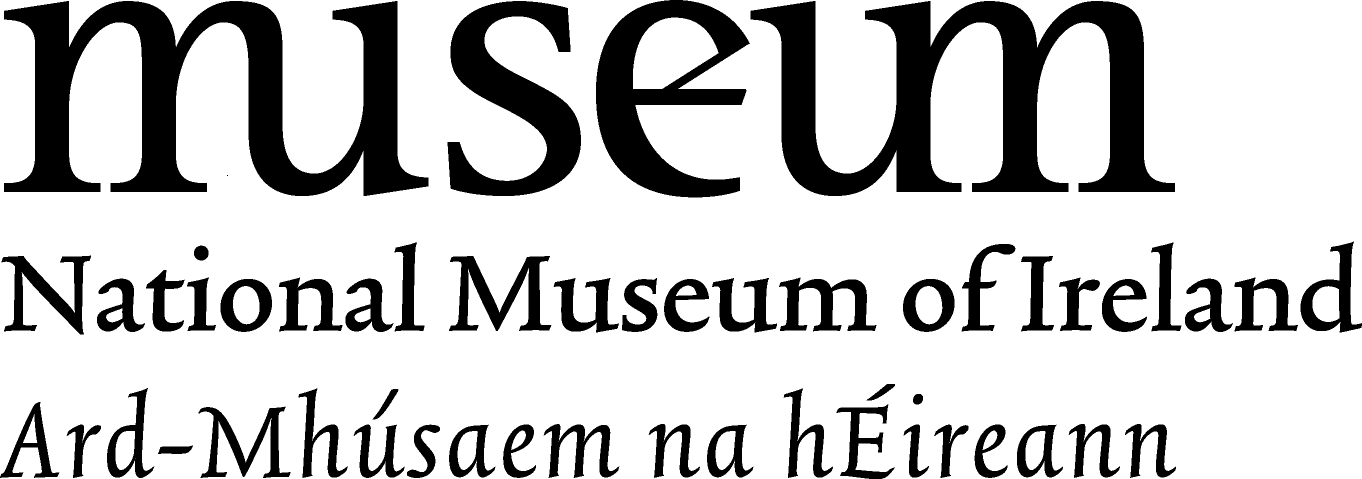 museum
National Museum of Ireland
Ard-Mhúsaem na hÉireann